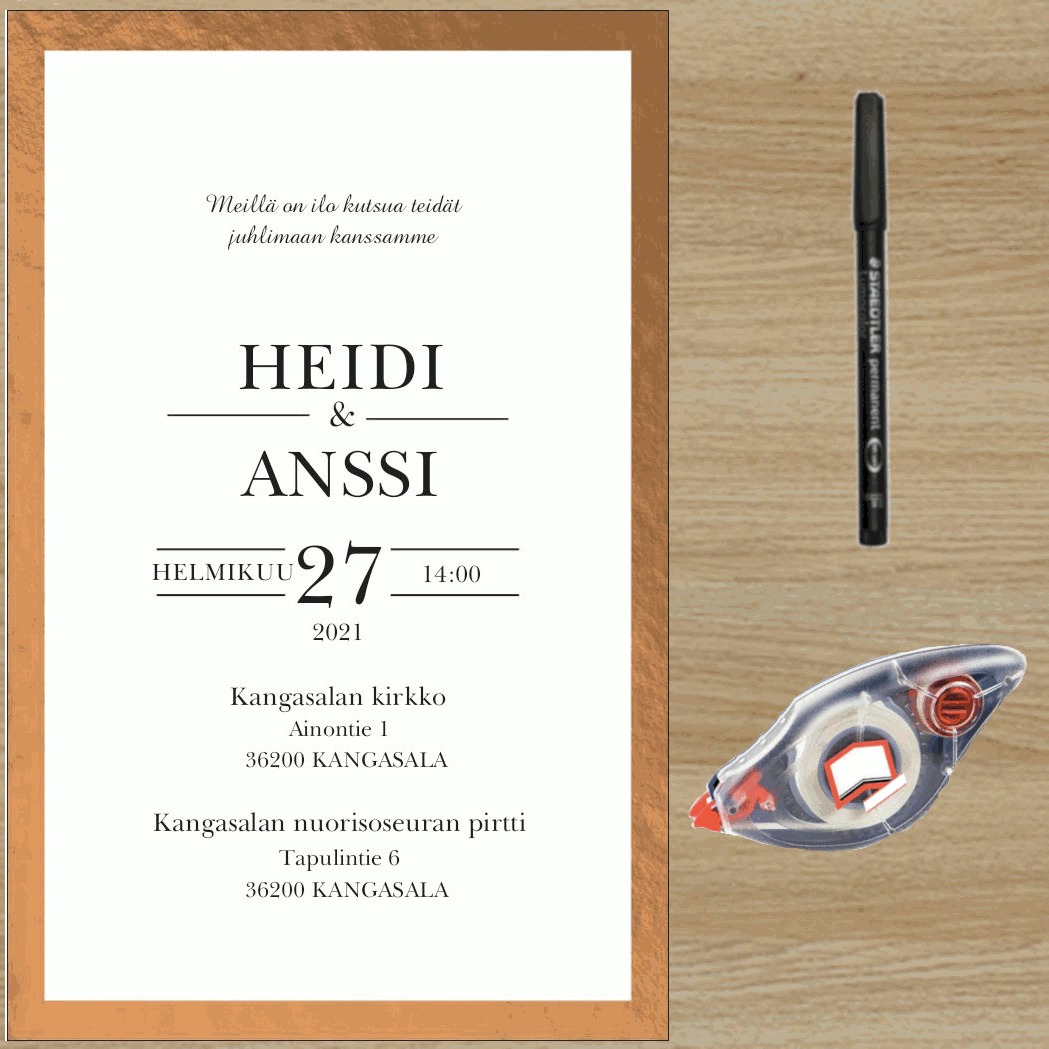 Meillä on ilo kutsua teidät
juhlimaan kanssamme
HEIDI
&
ANSSI
HELMIKUU 27 14:00
2021
Kangasalan kirkko
Ainontie 1
36200 KANGASALA
Kangasalan nuorisoseuran pirtti
Tapulintie 6
36200 KANGASALA
STAEDTLER permanent
F